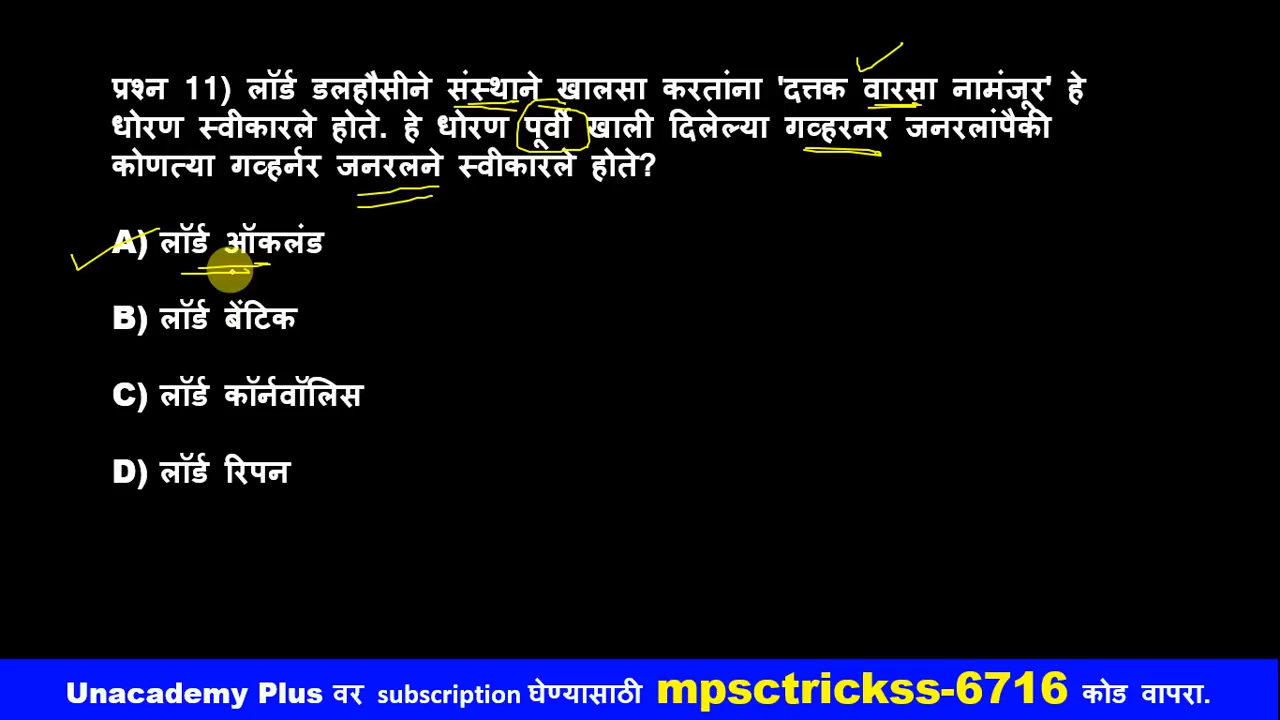 प्रश्न 11) लॉर्ड डलहौसीने संस्थाने खालसा करतांना 'दत्तक वारसा नामंजूर' हे
धोरण स्वीकारले होते. हे धोरण पूर्वी खाली दिलेल्या गव्हरनर जनरलांपैकी
कोणत्या गव्हर्नर जनरलने स्वीकारले होते?
A) लॉर्ड ऑकलंड
B) लॉर्ड बेंटिक
C) लॉर्ड कॉर्नवॉलिस
D) लॉर्ड रिपन
Unacademy Plus वर subscription घेण्यासाठी mpsctrickss-6716 कोड वापरा.